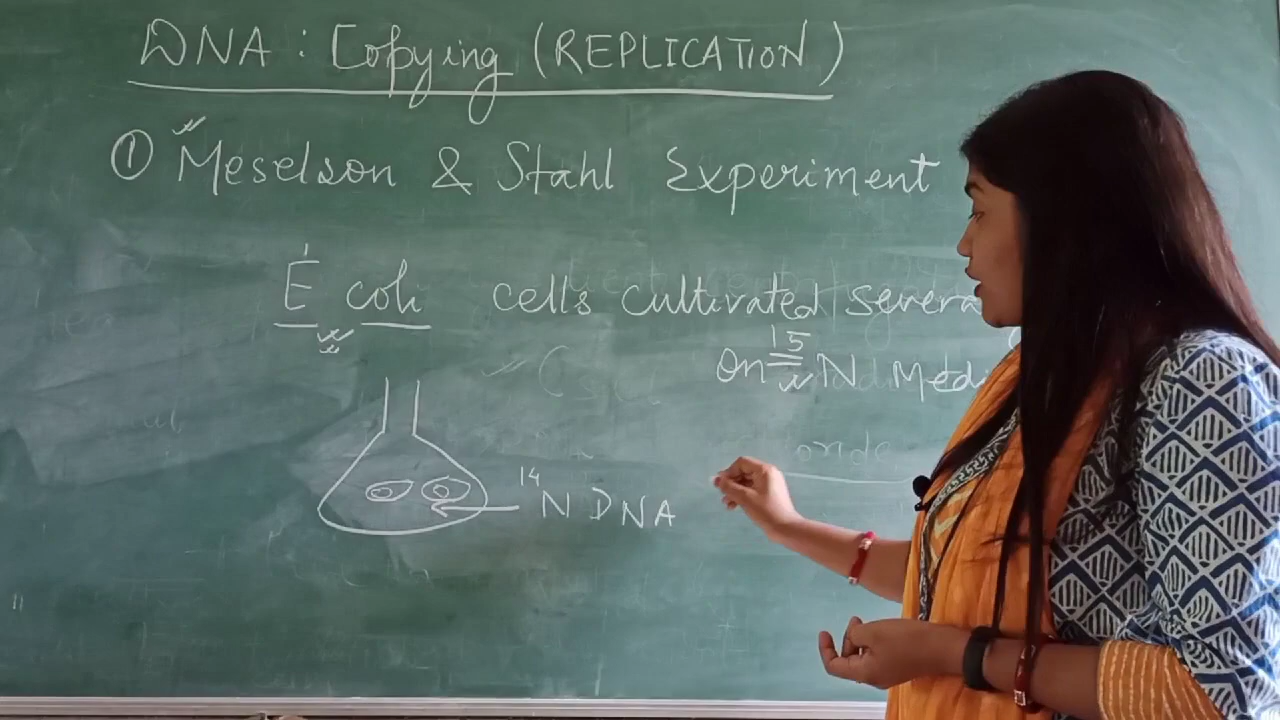 DNA : Copying (REPLICATION)
① Meselson & Stahl Experiment
E coli cells cultivated severa
on 15N Medi
14N DNA